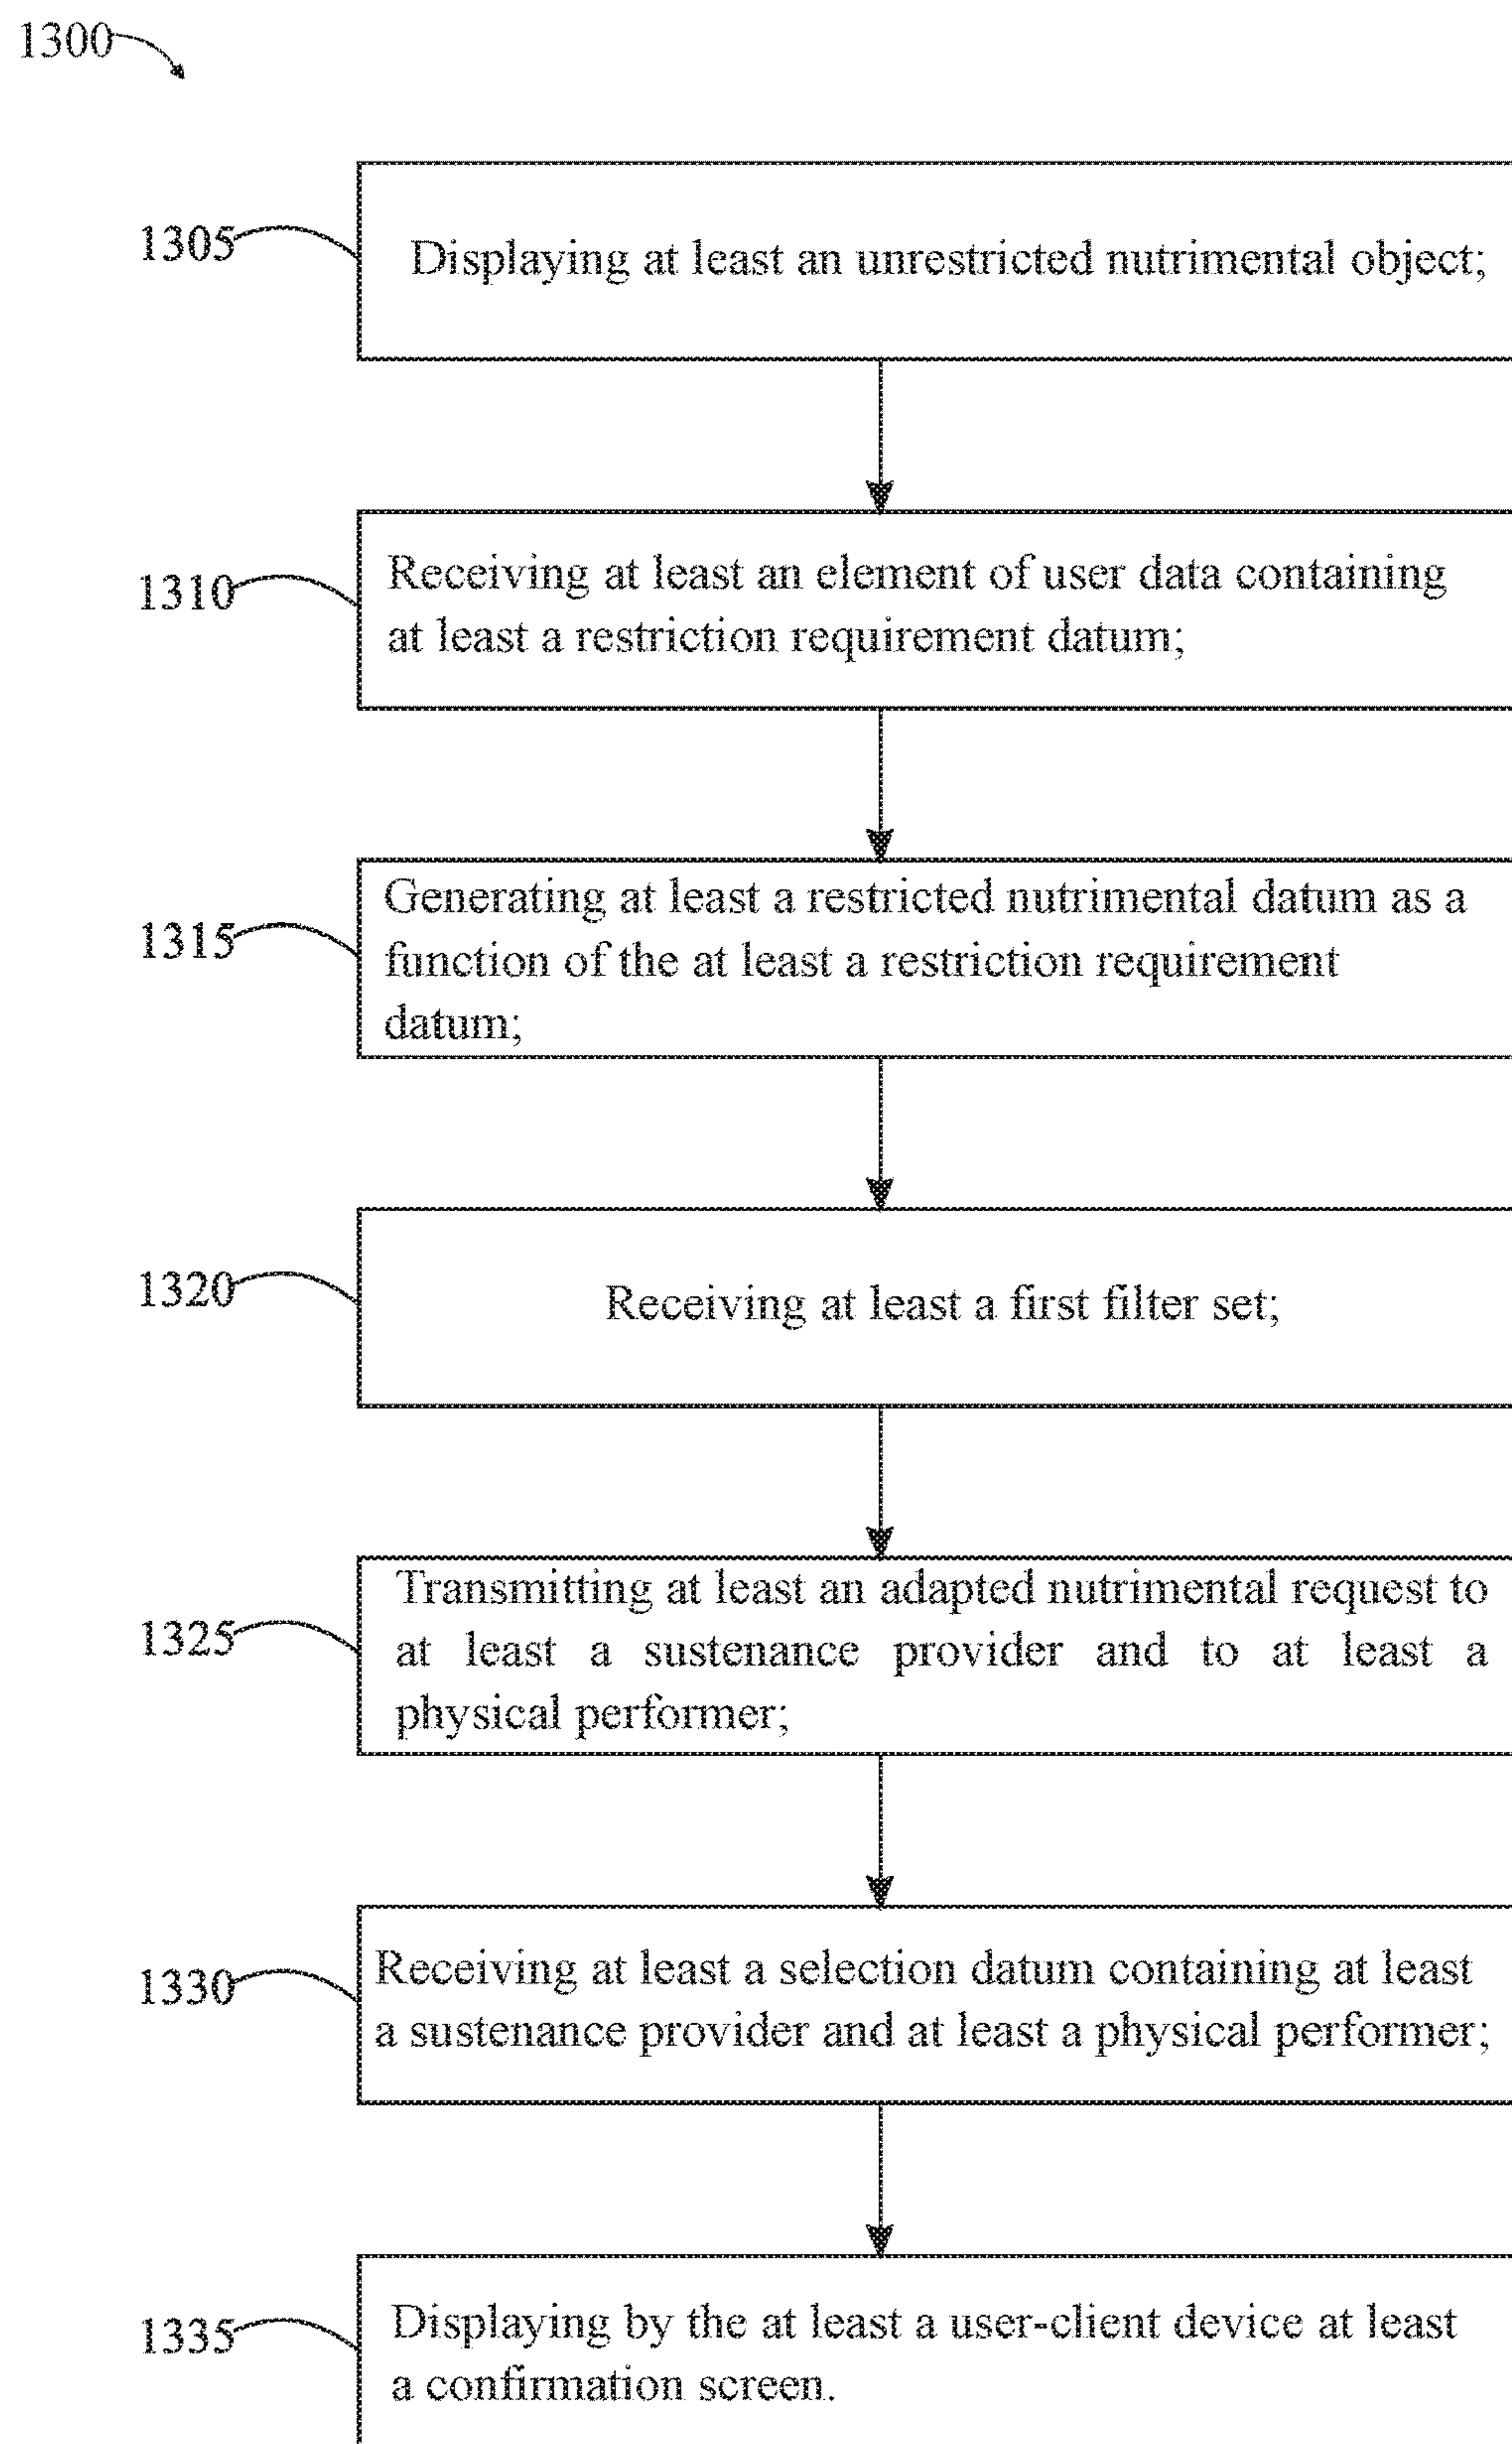 1300
1305
Displaying at least an unrestricted nutrimental object;
1310
Receiving at least an element of user data containing
at least a restriction requirement datum;
1315
Generating at least a restricted nutrimental datum as a
function of the at least a restriction requirement
datum;
1320
Receiving at least a first filter set;
1325
Transmitting at least an adapted nutrimental request to
at least a sustenance provider and to at least a
physical performer;
1330
Receiving at least a selection datum containing at least
a sustenance provider and at least a physical performer;
1335
Displaying by the at least a user-client device at least
a confirmation screen.